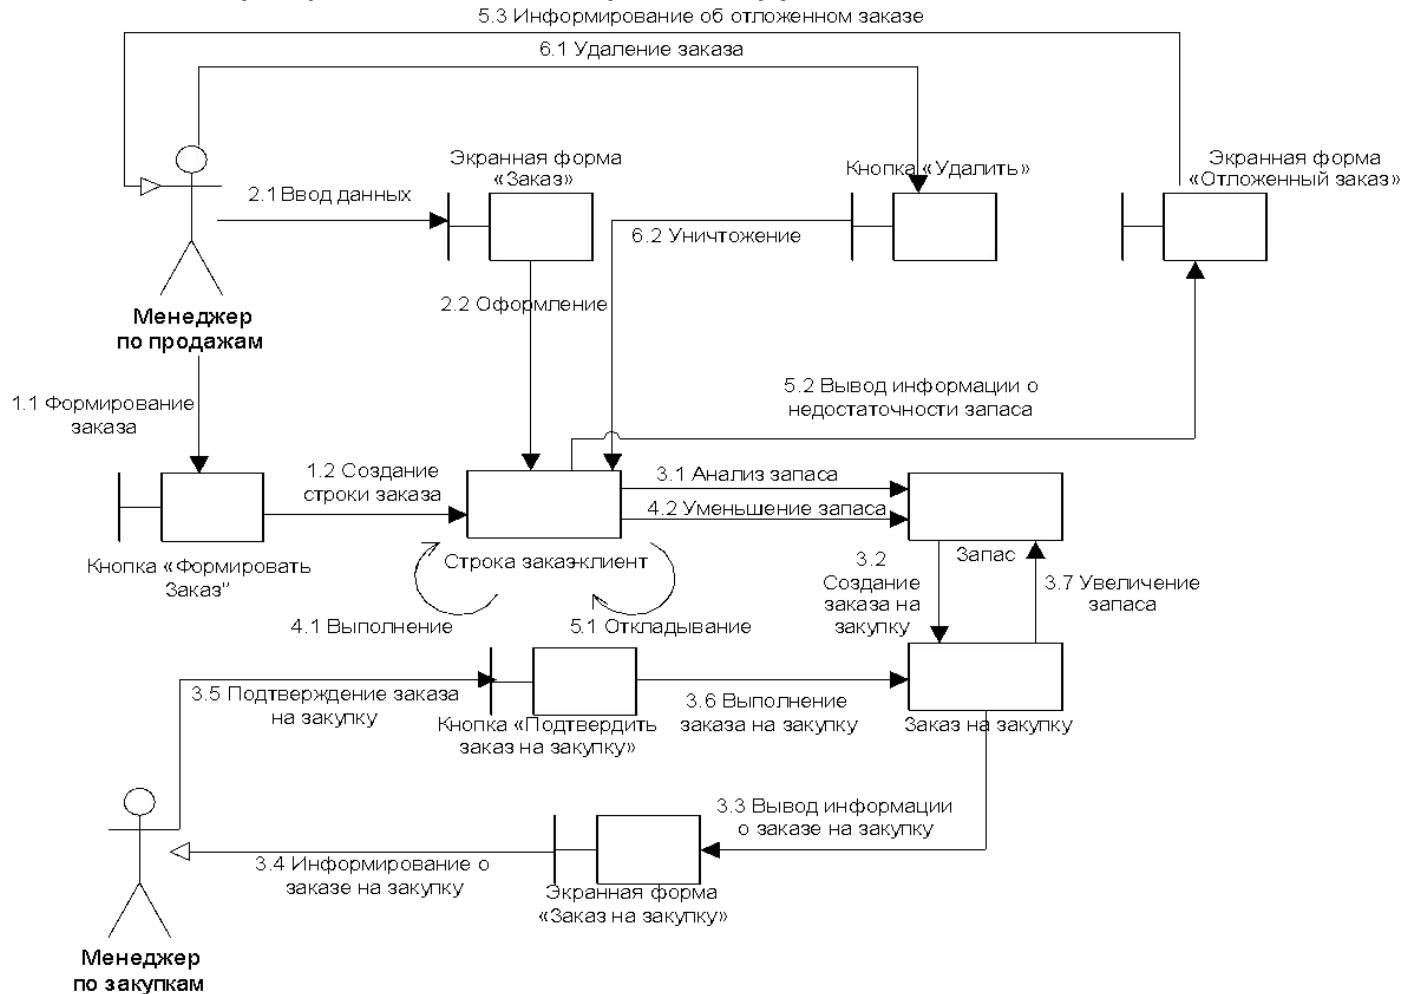 5.3 Информирование об отложенном заказе
6.1 Удаление заказа
Экранная форма
«Заказ»
Кнопка «Удалить»
Экранная форма
«Отложенный заказ»
2.1 Ввод данных
6.2 Уничтожение
2.2 Оформление
Менеджер
по продажам
5.2 Вывод информации о
недостаточности запаса
1.1 Формирование
заказа
1.2 Создание
строки заказа
3.1 Анализ запаса
4.2 Уменьшение запаса
Кнопка «Формировать
Заказ”
Строка заказ-клиент
Запас
3.2
Создание
заказа на
закупку
3.7 Увеличение
запаса
4.1 Выполнение
5.1 Откладывание
3.5 Подтверждение заказа
на закупку
Кнопка «Подтвердить
заказ на закупку»
3.6 Выполнение
заказа на закупку
Заказ на закупку
3.3 Вывод информации
о заказе на закупку
3.4 Информирование о
заказе на закупку
Экранная форма
«Заказ на закупку»
Менеджер
по закупкам